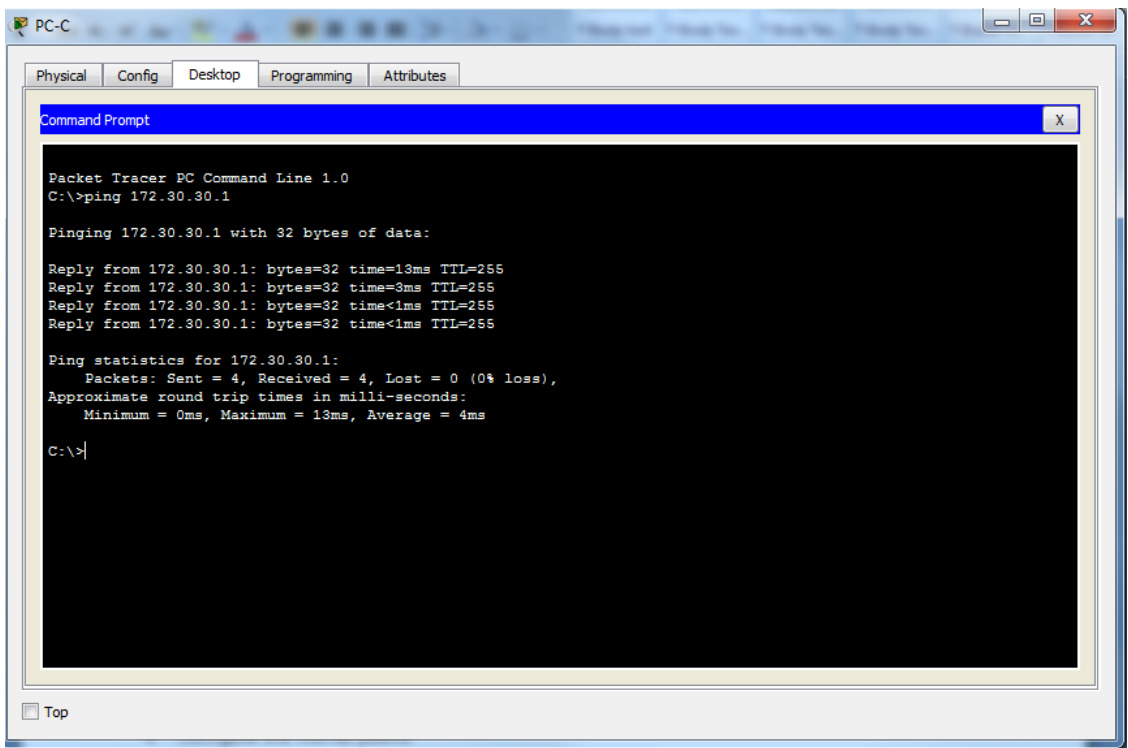 PC-C
Physical Config Desktop Programming Attributes
Command Prompt
X
Packet Tracer PC Command Line 1.0
C:\>ping 172.30.30.1
Pinging 172.30.30.1 with 32 bytes of data:
Reply from 172.30.30.1: bytes=32 time=13ms TTL=255
Reply from 172.30.30.1: bytes=32 time=3ms TTL=255
Reply from 172.30.30.1: bytes=32 time<1ms TTL=255
Reply from 172.30.30.1: bytes=32 time<1ms TTL=255
Ping statistics for 172.30.30.1:
Packets: Sent = 4, Received = 4, Lost = 0 (0% loss),
Approximate round trip times in milli-seconds:
Minimum = 0ms, Maximum = 13ms, Average = 4ms
C:\>
Top